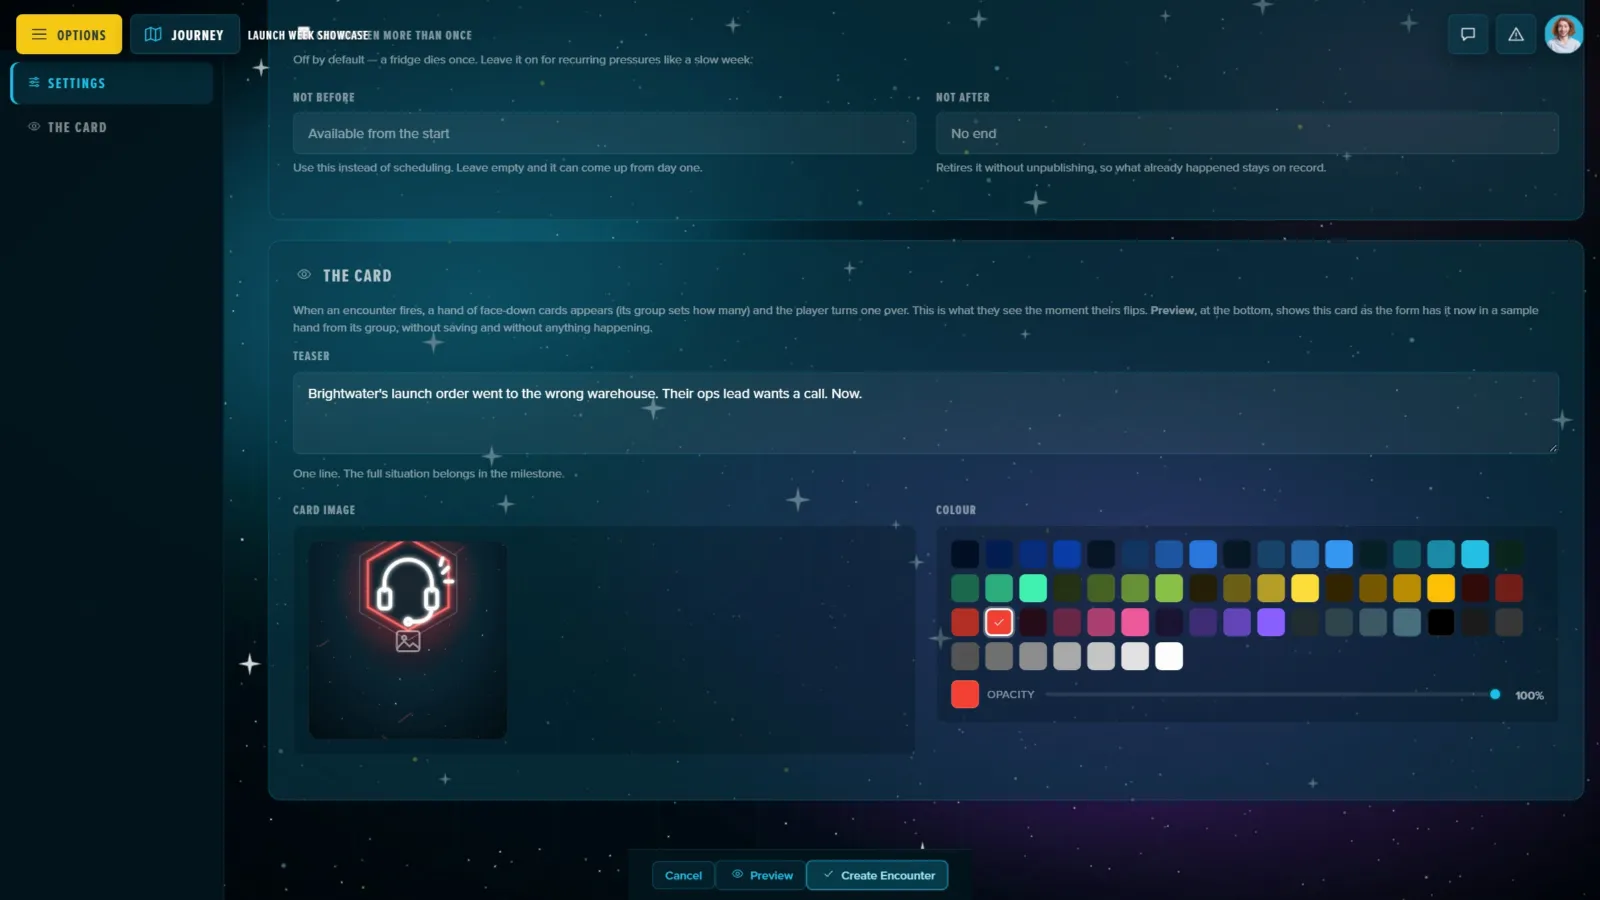 OPTIONS
JOURNEY
LAUNCH WEEK SHOWCASE
EN MORE THAN ONCE
SETTINGS
THE CARD
Off by default — a fridge dies once. Leave it on for recurring pressures like a slow week.
NOT BEFORE
NOT AFTER
Available from the start
No end
Use this instead of scheduling. Leave empty and it can come up from day one.
Retires it without unpublishing, so what already happened stays on record.
THE CARD
When an encounter fires, a hand of face-down cards appears (its group sets how many) and the player turns one over. This is what they see the moment theirs flips. Preview, at the bottom, shows this card as the form has it now in a sample
hand from its group, without saving and without anything happening.
TEASER
Brightwater's launch order went to the wrong warehouse. Their ops lead wants a call. Now.
One line. The full situation belongs in the milestone.
CARD IMAGE
COLOUR
OPACITY
100%
Cancel
Preview
Create Encounter